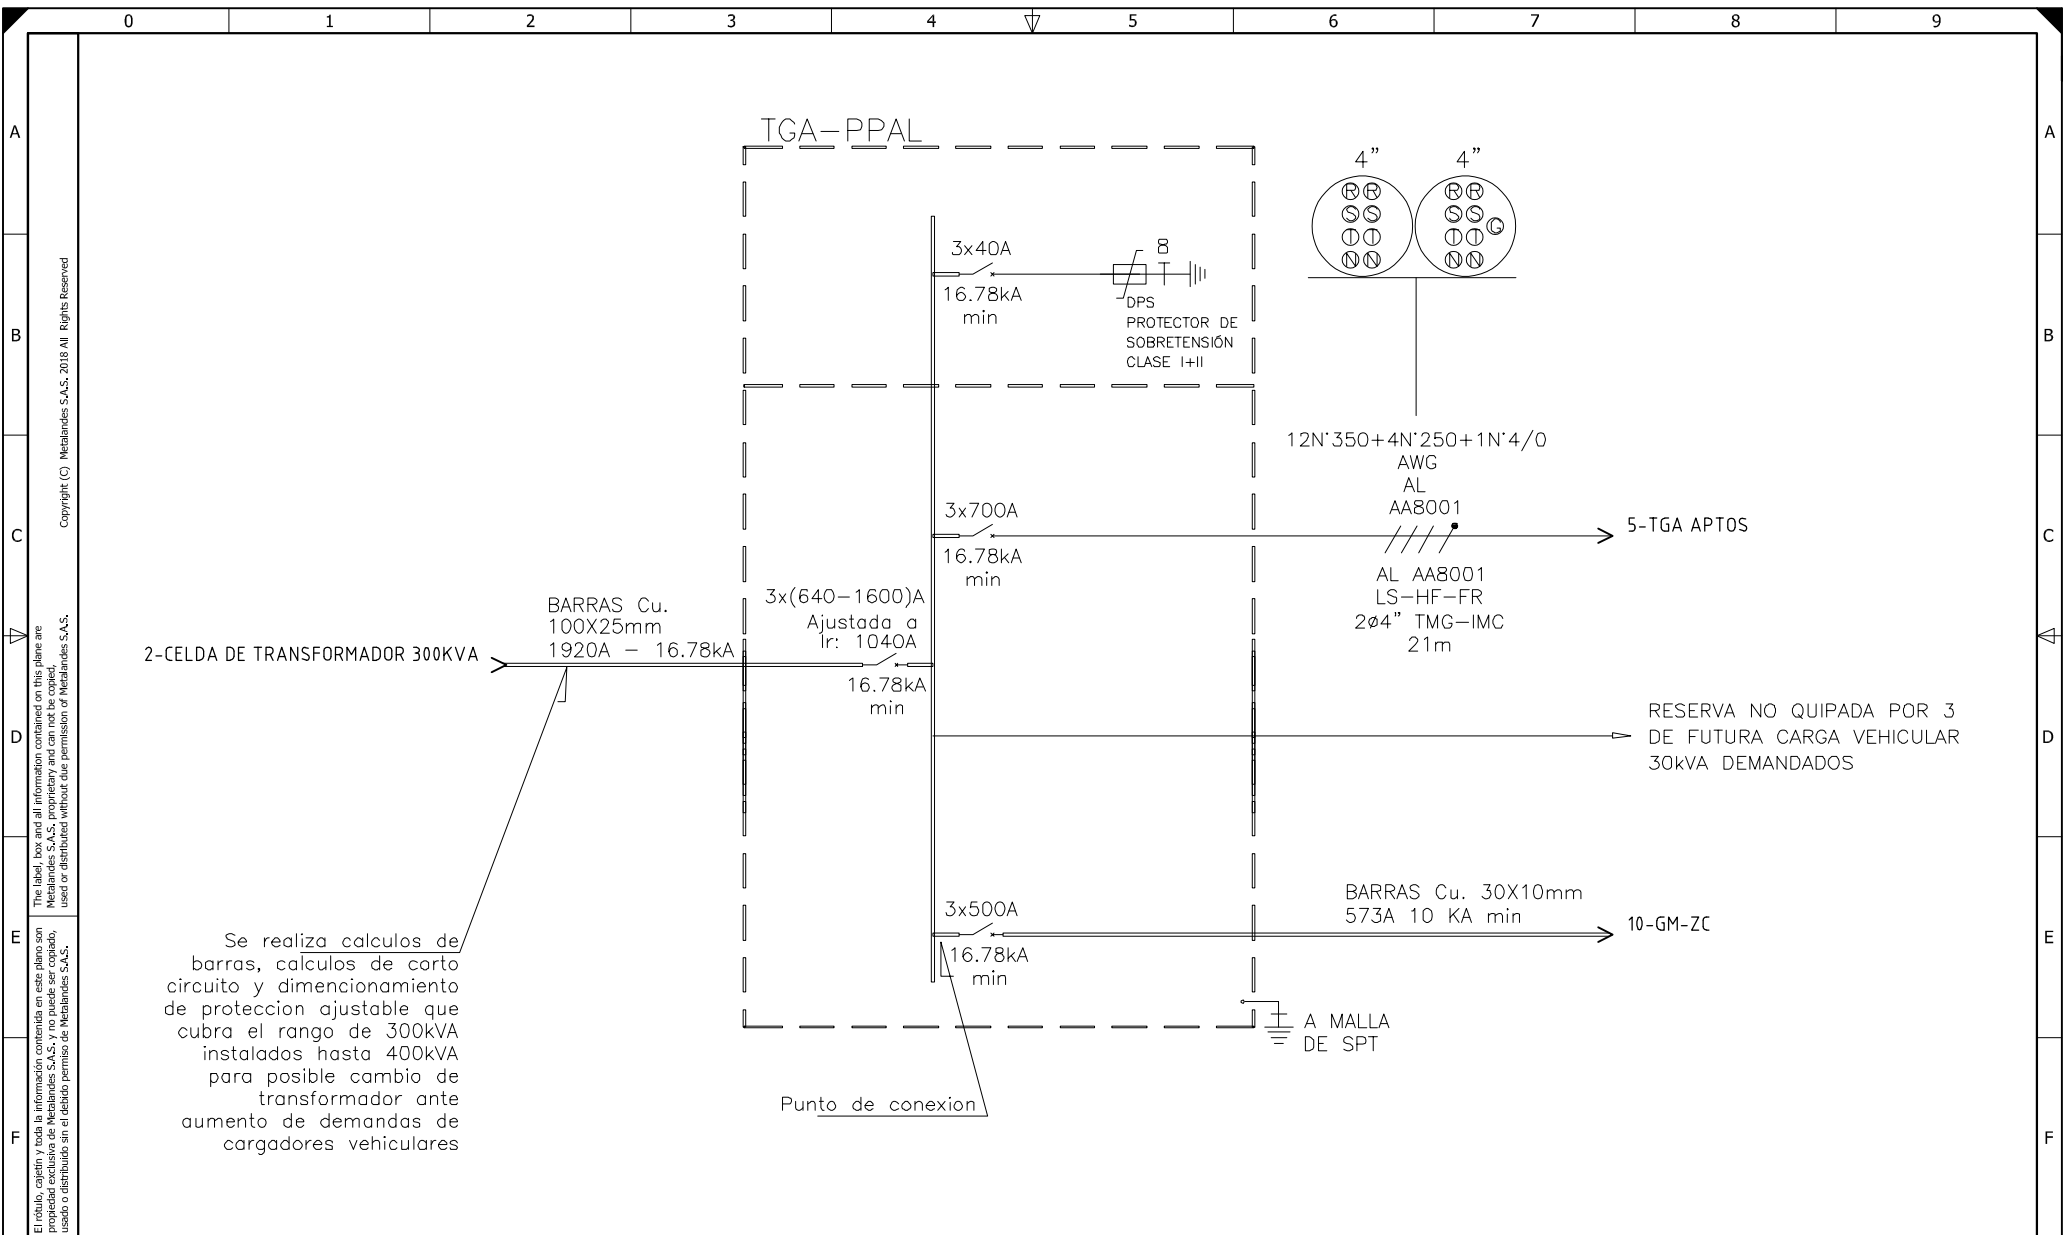 0 1 2 3 4 5 6 7 8 9
A
B
C
D
E
F
A
B
C
D
E
F
Copyright (C) Metalandes S.A.S. 2018 All Rights Reserved
The label, box and all information contained on this plane are
Metalandes S.A.S. proprietary and can not be copied,
used or distributed without due permission of Metalandes S.A.S.
El rótulo, cajetín y toda la información contenida en este plano son
propiedad exclusiva de Metalandes S.A.S. y no puede ser copiado,
usado o distribuido sin el debido permiso de Metalandes S.A.S.
TGA-PPAL
3x40A
16.78kA
min
8
T
DPS
PROTECTOR DE
SOBRETENSIÓN
CLASE I+II
4" 4"
R R R R
S S S S
G
T T T T
N N N N
12N°350+4N°250+1N°4/0
AWG
AL
AA8001
3x700A
16.78kA
min
5-TGA APTOS
AL AA8001
LS-HF-FR
2ø4" TMG-IMC
21m
BARRAS Cu.
100X25mm
1920A - 16.78kA
2-CELDA DE TRANSFORMADOR 300KVA
3x(640-1600)A
Ajustada a
Ir: 1040A
16.78kA
min
RESERVA NO QUIPADA POR 3
DE FUTURA CARGA VEHICULAR
30kVA DEMANDADOS
3x500A
16.78kA
min
BARRAS Cu. 30X10mm
573A 10 KA min
10-GM-ZC
Se realiza calculos de
barras, calculos de corto
circuito y dimencionamiento
de proteccion ajustable que
cubra el rango de 300kVA
instalados hasta 400kVA
para posible cambio de
transformador ante
aumento de demandas de
cargadores vehiculares
Punto de conexion
A MALLA
DE SPT